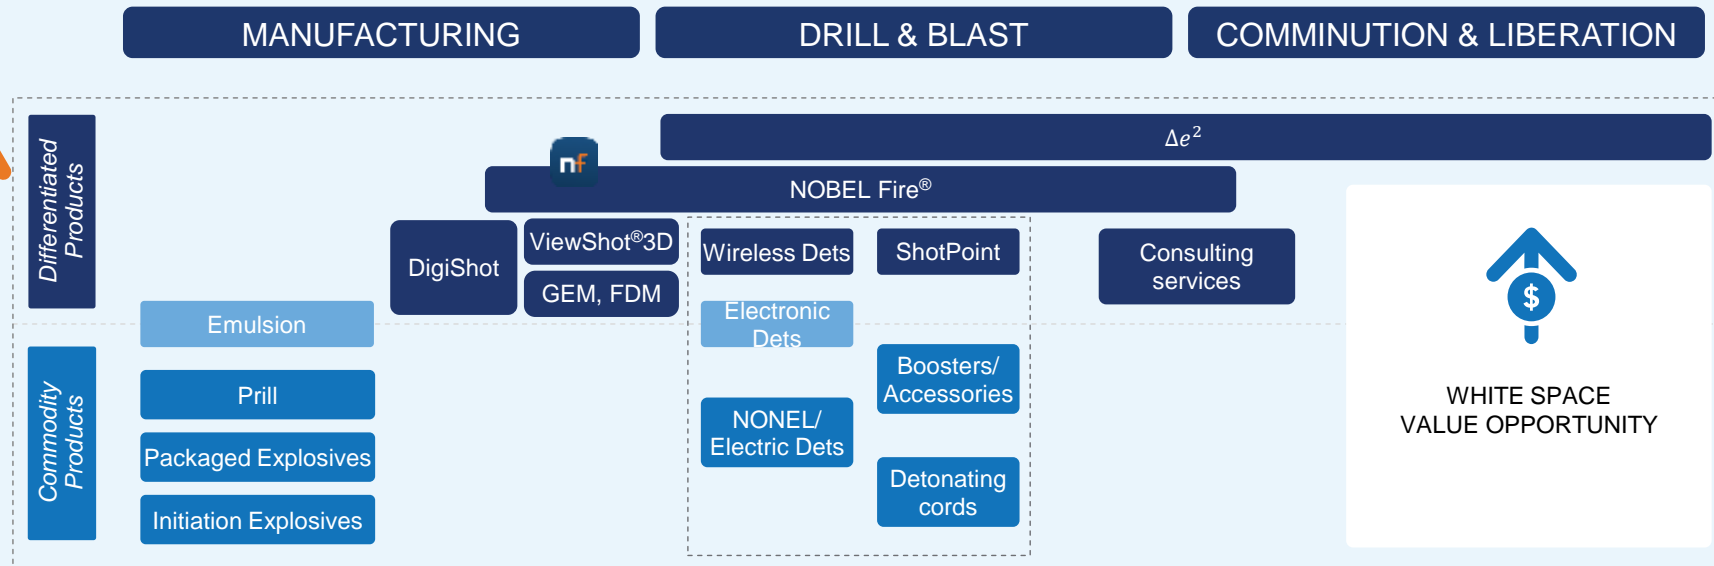 MANUFACTURING
DRILL & BLAST
COMMINUTION & LIBERATION
Differentiated
Products
Δe²
nf
NOBEL Fire®
DigiShot
ViewShot®3D
GEM, FDM
Wireless Dets
ShotPoint
Consulting
services
Emulsion
Electronic
Dets
$
WHITE SPACE
VALUE OPPORTUNITY
Commodity
Products
Prill
Packaged Explosives
Initiation Explosives
NONEL/
Electric Dets
Boosters/
Accessories
Detonating
cords